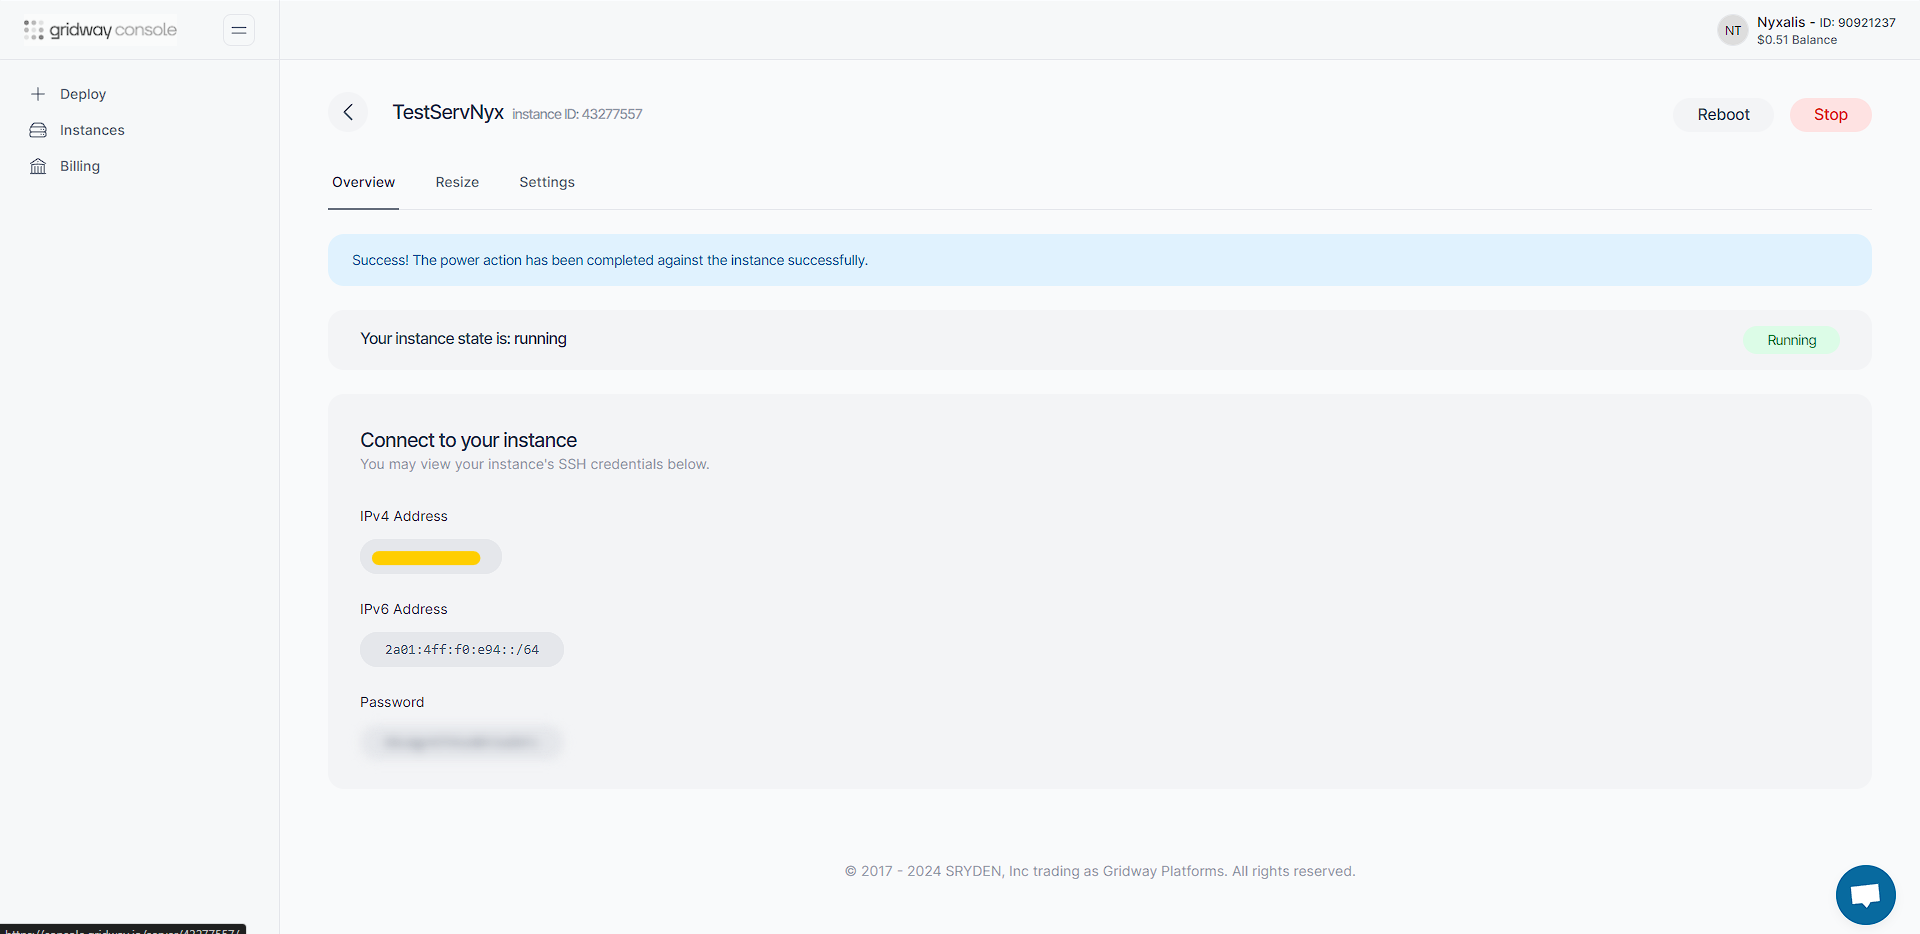 gridway console
NT
Nyxalis - ID: 90921237
$0.51 Balance
Deploy
Instances
Billing
TestServNyx instance ID: 43277557
Reboot
Stop
Overview
Resize
Settings
Success! The power action has been completed against the instance successfully.
Your instance state is: running
Running
Connect to your instance
You may view your instance's SSH credentials below.
IPv4 Address
IPv6 Address
2a01:4ff:f0:e94::/64
Password
© 2017 - 2024 SRYDEN, Inc trading as Gridway Platforms. All rights reserved.